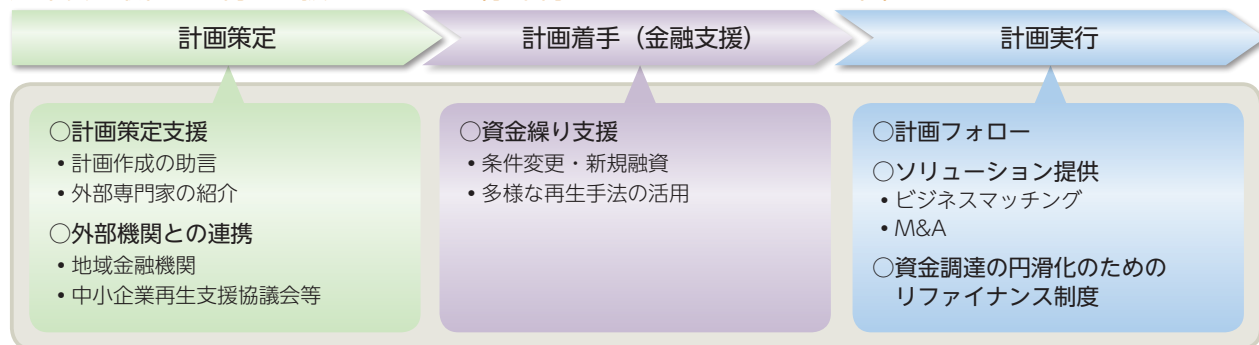 計画策定
計画着手（金融支援）
計画実行
○計画策定支援
•計画作成の助言
•外部専門家の紹介
○外部機関との連携
•地域金融機関
•中小企業再生支援協議会等
○資金繰り支援
•条件変更・新規融資
•多様な再生手法の活用
○計画フォロー
○ソリューション提供
•ビジネスマッチング
•M&A
○資金調達の円滑化のための
リファイナンス制度